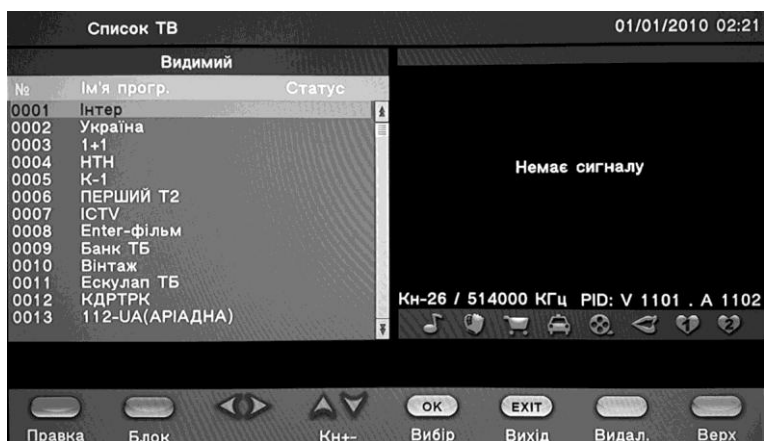 Список ТВ 01/01/2010 02:21
Видимий
№ Ім'я прогр. Статус
0001 Інтер
0002 Україна
0003 1+1
0004 НТН
0005 К-1
0006 ПЕРШИЙ Т2
0007 ICTV
0008 Enter-фільм
0009 Банк ТБ
0010 Вінтаж
0011 Ескулап ТБ
0012 КДРТРК
0013 112-UA(АРІАДНА)
Немає сигналу
Кн-26 / 514000 КГц PID: V 1101 . A 1102
1 2
OK EXIT
Правка Блок Кн+- Вибір Вихід Видал. Верх